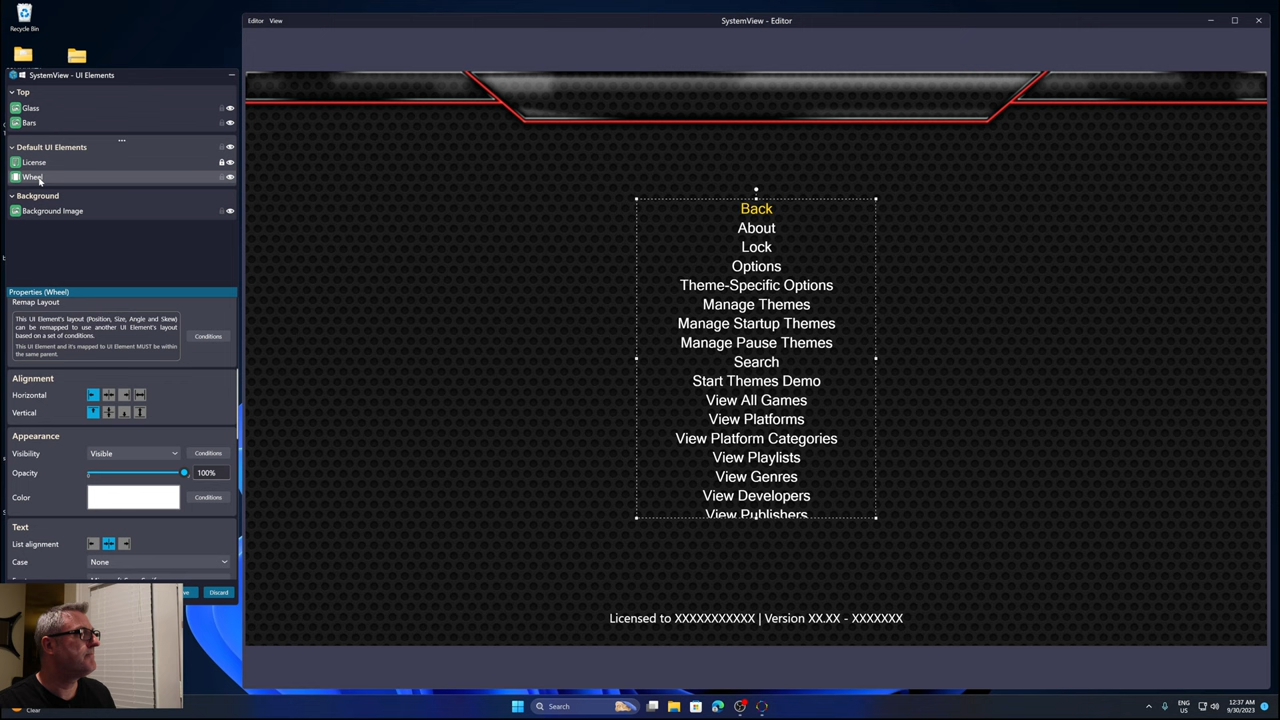 Recycle Bin
Editor View
SystemView - Editor
SystemView - UI Elements
Top
Glass
Bars
Default UI Elements
License
Wheel
Background
Background Image
Properties (Wheel)
Remap Layout
This UI Element's layout (Position, Size, Angle and Skew)
can be remapped to use another UI Element's layout
based on a set of conditions.
This UI Element and it's mapped to UI Element MUST be within
the same parent.
Conditions
Alignment
Horizontal
Vertical
Appearance
Visibility Visible Conditions
Opacity 100%
Color Conditions
Text
List alignment
Case None
Discard
Back
About
Lock
Options
Theme-Specific Options
Manage Themes
Manage Startup Themes
Manage Pause Themes
Search
Start Themes Demo
View All Games
View Platforms
View Platform Categories
View Playlists
View Genres
View Developers
View Publishers
Licensed to XXXXXXXXXXX | Version XX.XX - XXXXXXX
Clear
Search
ENG
US
12:37 AM
9/30/2023